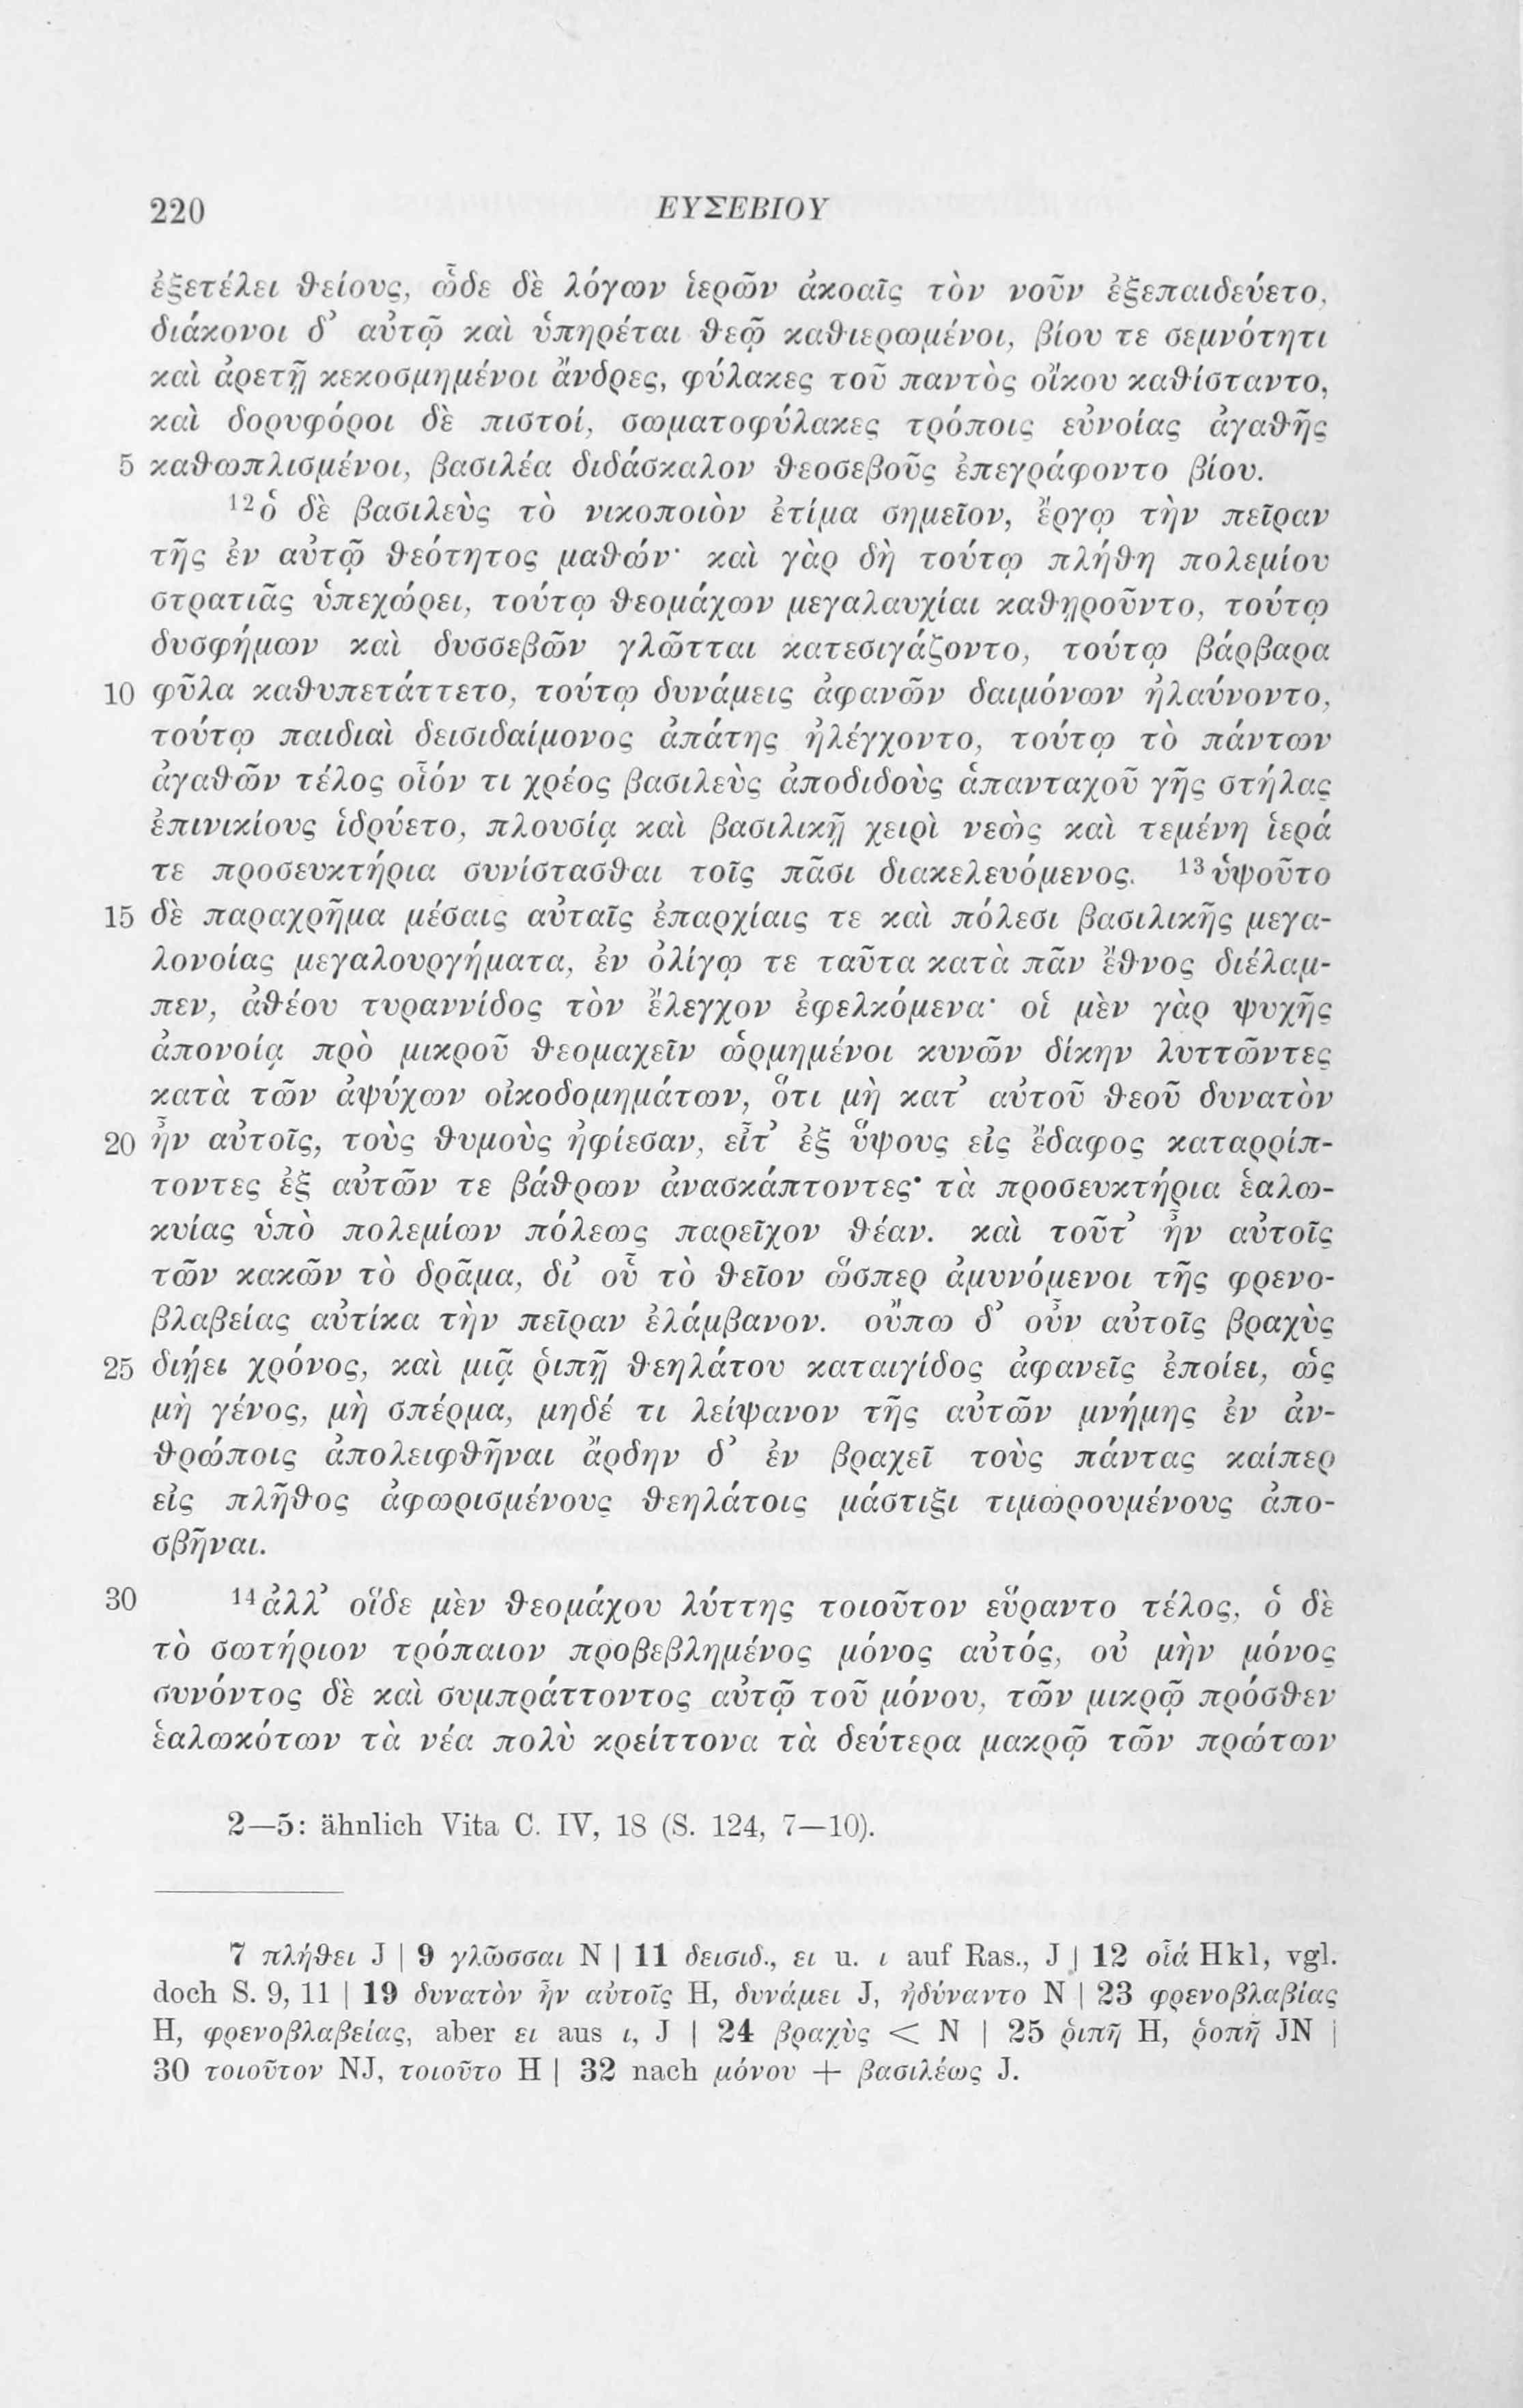 220 ΕΥΣΕΒΙΟΥ
ἐξετέλει θείους, ὧδε δὲ λόγων ἱερῶν ἀκοαῖς τὸν νοῦν ἐξεπαιδεύετο,
διάκονοι δ’ αὐτῷ καὶ ὑπηρέται θεῷ καθιερωμένοι, βίου τε σεμνότητι
καὶ ἀρετῇ κεκοσμημένοι ἄνδρες, φύλακες τοῦ παντὸς οἴκου καθίσταντο,
καὶ δορυφόροι δὲ πιστοί, σωματοφύλακες τρόποις εὐνοίας ἀγαθῆς
5 καθωπλισμένοι, βασιλέα διδάσκαλον θεοσεβοῦς ἐπεγράφοντο βίου.
12 ὁ δὲ βασιλεὺς τὸ νικοποιὸν ἐτίμα σημεῖον, ἔργῳ τὴν πεῖραν
τῆς ἐν αὐτῷ θεότητος μαθών· καὶ γὰρ δὴ τούτῳ πλήθη πολεμίου
στρατιᾶς ὑπεχώρει, τούτῳ θεομάχων μεγαλαυχίαι καθῃροῦντο, τούτῳ
δυσφήμων καὶ δυσσεβῶν γλῶτται κατεσιγάζοντο, τούτῳ βάρβαρα
10 φῦλα καθυπετάττετο, τούτῳ δυνάμεις ἀφανῶν δαιμόνων ἠλαύνοντο,
τούτῳ παιδιαὶ δεισιδαίμονος ἀπάτης ἠλέγχοντο, τούτῳ τὸ πάντων
ἀγαθῶν τέλος οἷόν τι χρέος βασιλεὺς ἀποδιδοὺς ἁπανταχοῦ γῆς στήλας
ἐπινικίους ἱδρύετο, πλουσίᾳ καὶ βασιλικῇ χειρὶ νεὼς καὶ τεμένη ἱερά
τε προσευκτήρια συνίστασθαι τοῖς πᾶσι διακελευόμενος. 13 ὑψοῦτο
15 δὲ παραχρῆμα μέσαις αὐταῖς ἐπαρχίαις τε καὶ πόλεσι βασιλικῆς μεγα-
λονοίας μεγαλουργήματα, ἐν ὀλίγῳ τε ταῦτα κατὰ πᾶν ἔθνος διέλαμ-
πεν, ἀθέου τυραννίδος τὸν ἔλεγχον ἐφελκόμενα· οἱ μὲν γὰρ ψυχῆς
ἀπονοίᾳ πρὸ μικροῦ θεομαχεῖν ὡρμημένοι κυνῶν δίκην λυττῶντες
κατὰ τῶν ἀψύχων οἰκοδομημάτων, ὅτι μὴ κατ’ αὐτοῦ θεοῦ δυνατὸν
20 ἦν αὐτοῖς, τοὺς θυμοὺς ἠφίεσαν, εἶτ’ ἐξ ὕψους εἰς ἔδαφος καταρρίπ-
τοντες ἐξ αὐτῶν τε βάθρων ἀνασκάπτοντες· τὰ προσευκτήρια ἑαλω-
κυίας ὑπὸ πολεμίων πόλεως παρεῖχον θέαν. καὶ τοῦτ’ ἦν αὐτοῖς
τῶν κακῶν τὸ δρᾶμα, δι’ οὗ τὸ θεῖον ὥσπερ ἀμυνόμενοι τῆς φρενο-
βλαβείας αὐτίκα τὴν πεῖραν ἐλάμβανον. οὔπω δ’ οὖν αὐτοῖς βραχὺς
25 διῄει χρόνος, καὶ μιᾷ ῥιπῇ θεηλάτου καταιγίδος ἀφανεῖς ἐποίει, ὡς
μὴ γένος, μὴ σπέρμα, μηδέ τι λείψανον τῆς αὐτῶν μνήμης ἐν ἀν-
θρώποις ἀπολειφθῆναι ἄρδην δ’ ἐν βραχεῖ τοὺς πάντας καίπερ
εἰς πλῆθος ἀφωρισμένους θεηλάτοις μάστιξι τιμωρουμένους ἀπο-
σβῆναι.
30 14 ἀλλ’ οἵδε μὲν θεομάχου λύττης τοιοῦτον εὕραντο τέλος, ὁ δὲ
τὸ σωτήριον τρόπαιον προβεβλημένος μόνος αὐτός, οὐ μὴν μόνος
συνόντος δὲ καὶ συμπράττοντος αὐτῷ τοῦ μόνου, τῶν μικρῷ πρόσθεν
ἑαλωκότων τὰ νέα πολὺ κρείττονα τὰ δεύτερα μακρῷ τῶν πρώτων
2—5: ähnlich Vita C. IV, 18 (S. 124, 7—10).
7 πλήθει J | 9 γλῶσσαι N | 11 δεισιδ., ει u. ι auf Ras., J | 12 οἷά Hkl, vgl.
doch S. 9, 11 | 19 δυνατὸν ἦν αὐτοῖς H, δυνάμει J, ἠδύναντο N | 23 φρενοβλαβίας
H, φρενοβλαβείας, aber ει aus ι, J | 24 βραχὺς < N | 25 ῥιπῆ H, ῥοπῆ JN |
30 τοιοῦτον NJ, τοιοῦτο H | 32 nach μόνου + βασιλέως J.